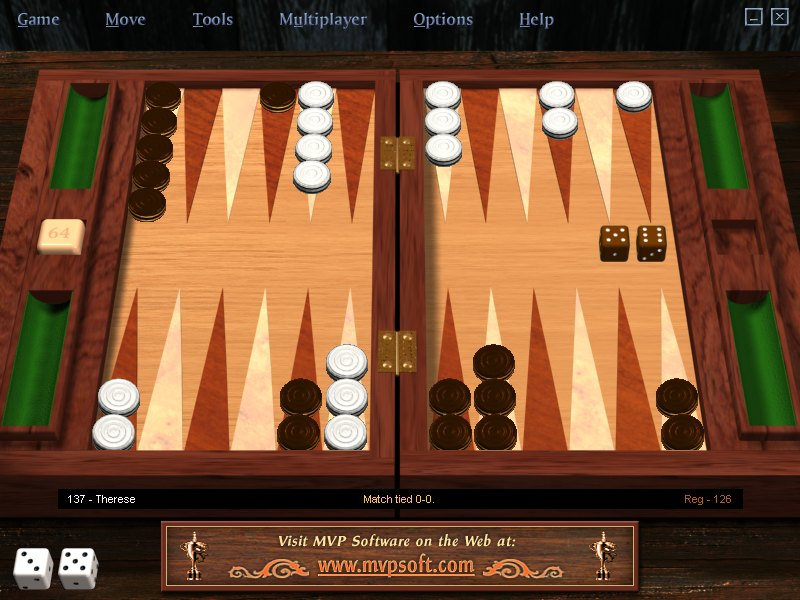 Game Move Tools Multiplayer Options Help
64
137 - Therese Match tied 0-0. Reg - 126
Visit MVP Software on the Web at:
www.mvpsoft.com